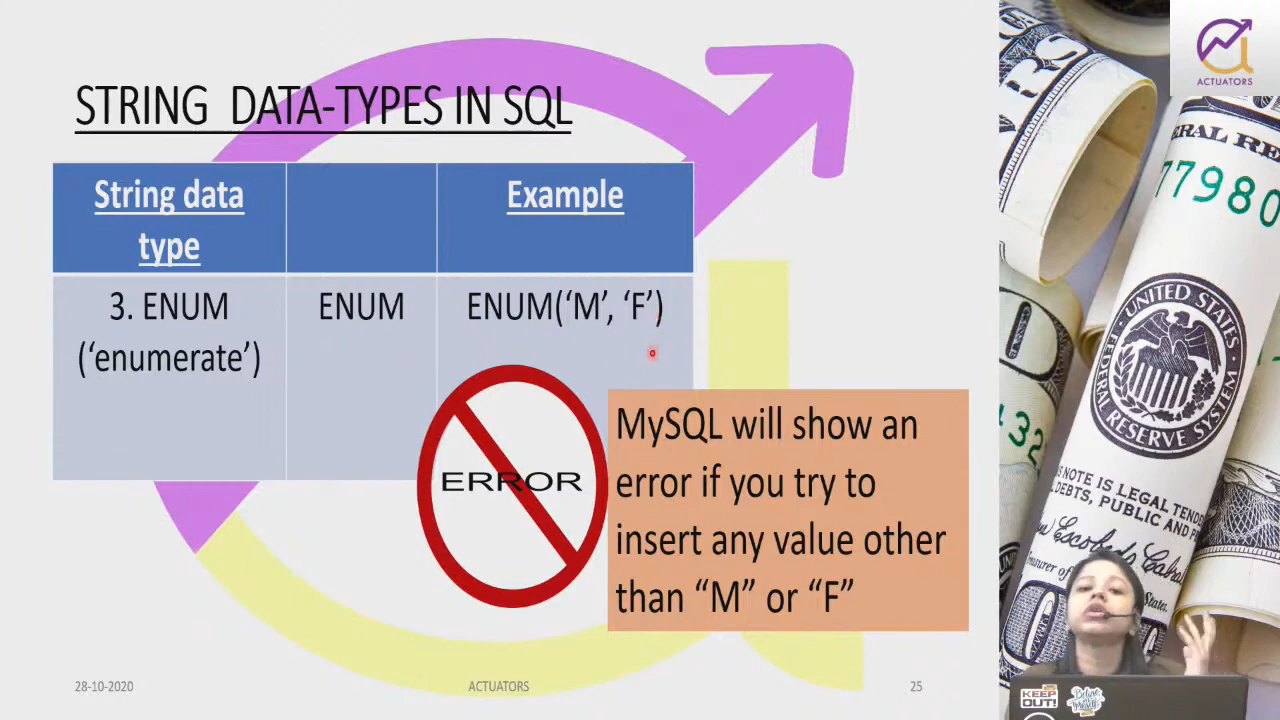 STRING DATA-TYPES IN SQL
String data
type
Example
3. ENUM
(‘enumerate’)
ENUM
ENUM(‘M’, ‘F’)
ERROR
MySQL will show an
error if you try to
insert any value other
than “M” or “F”
28-10-2020
ACTUATORS
25
ACTUATORS
77980
UNITED STATES
FEDERAL RESERVE SYSTEM
NOTE IS LEGAL TENDE
DEBTS, PUBLIC AND
KEEP
OUT!